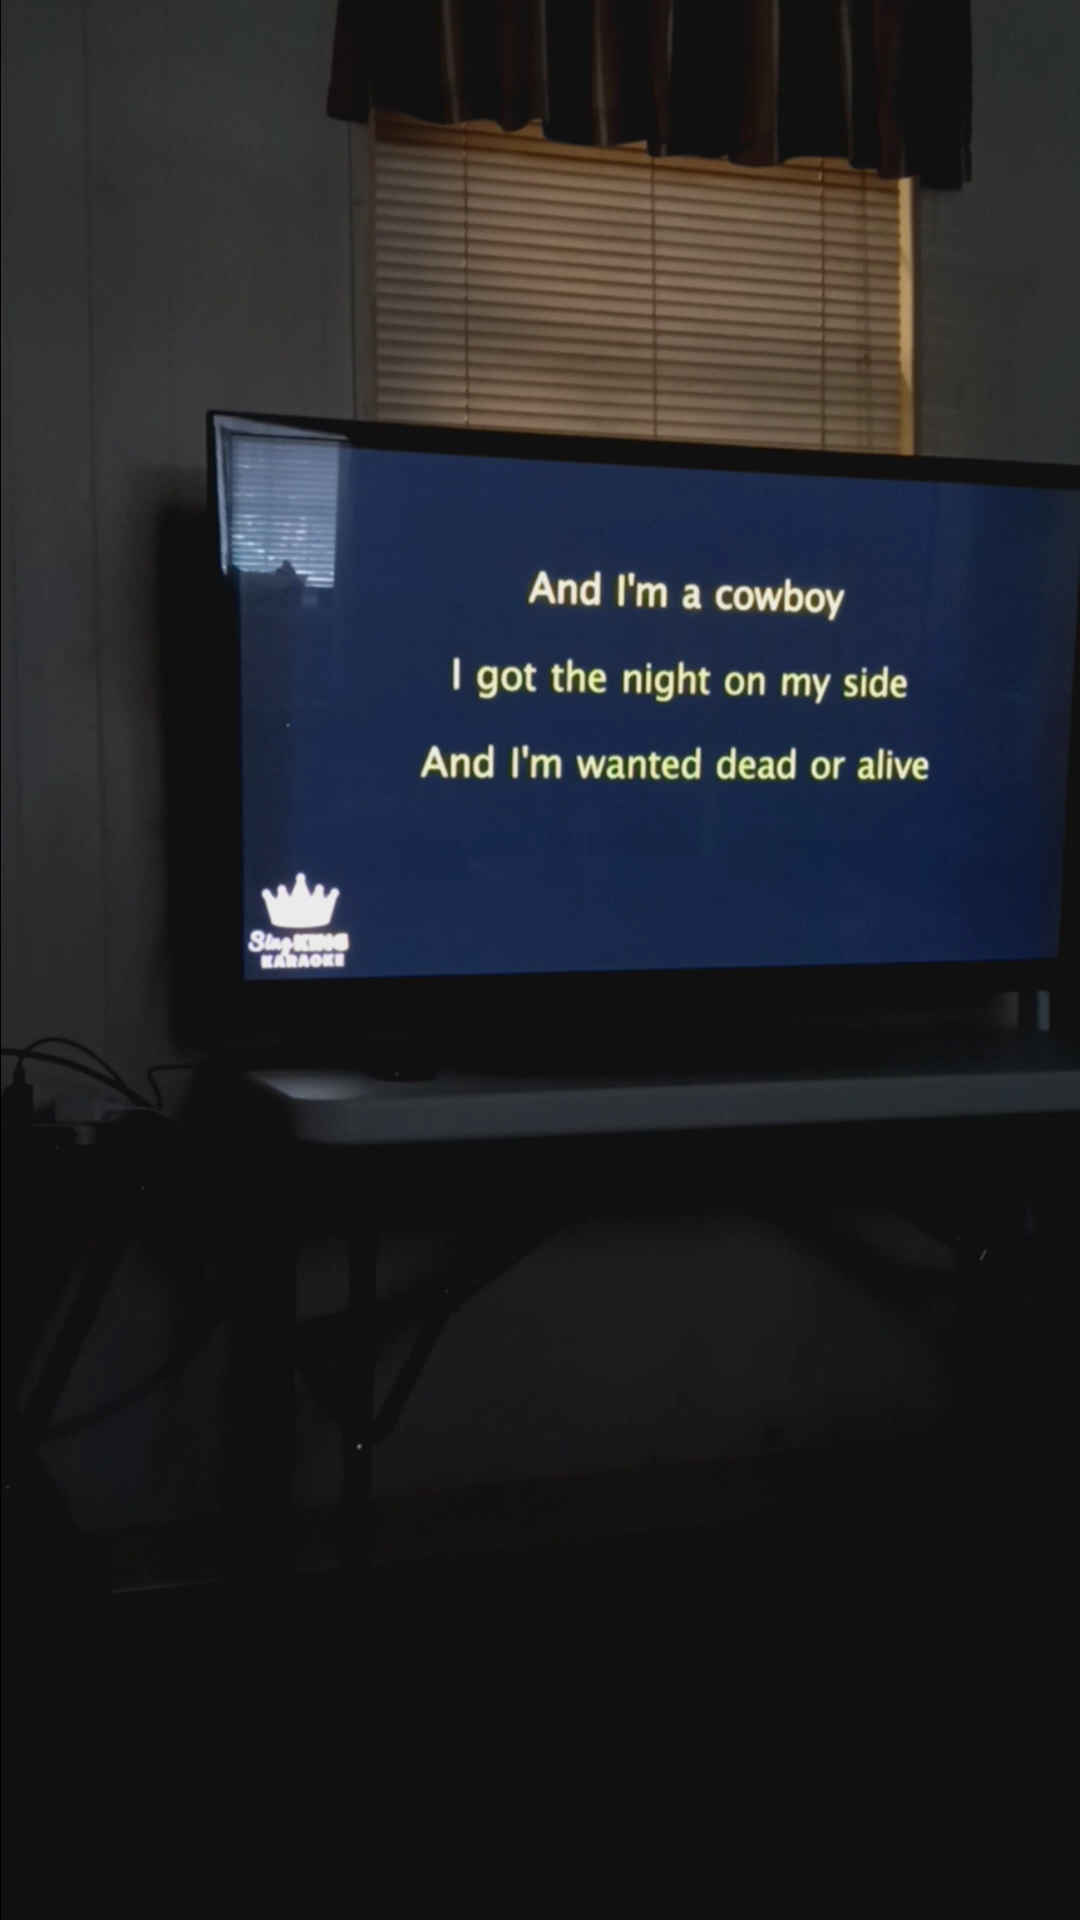 And I'm a cowboy
I got the night on my side
And I'm wanted dead or alive
Sing KING
KARAOKE